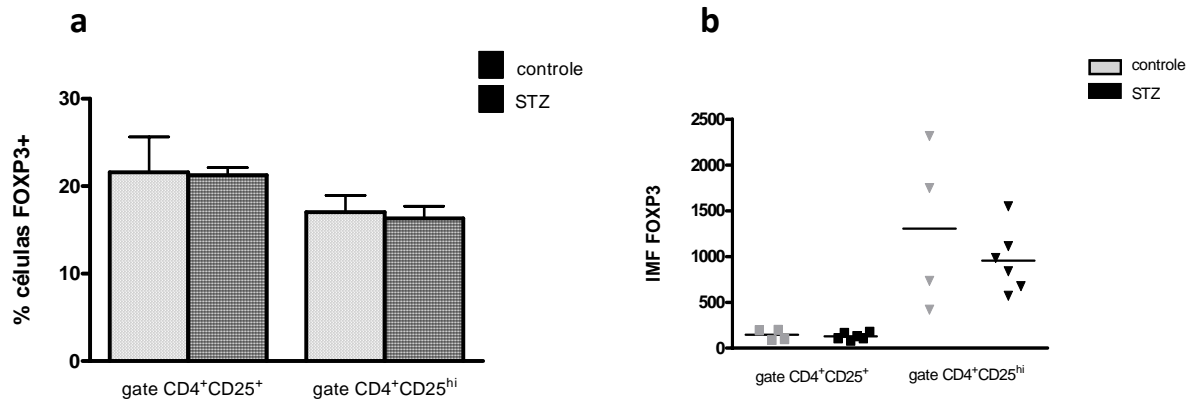 a
controle
STZ
30
20
10
0
% células FOXP3+
gate CD4⁺CD25⁺
gate CD4⁺CD25ʰⁱ
b
controle
STZ
2500
2000
1500
1000
500
0
IMF FOXP3
gate CD4⁺CD25⁺
gate CD4⁺CD25ʰⁱ